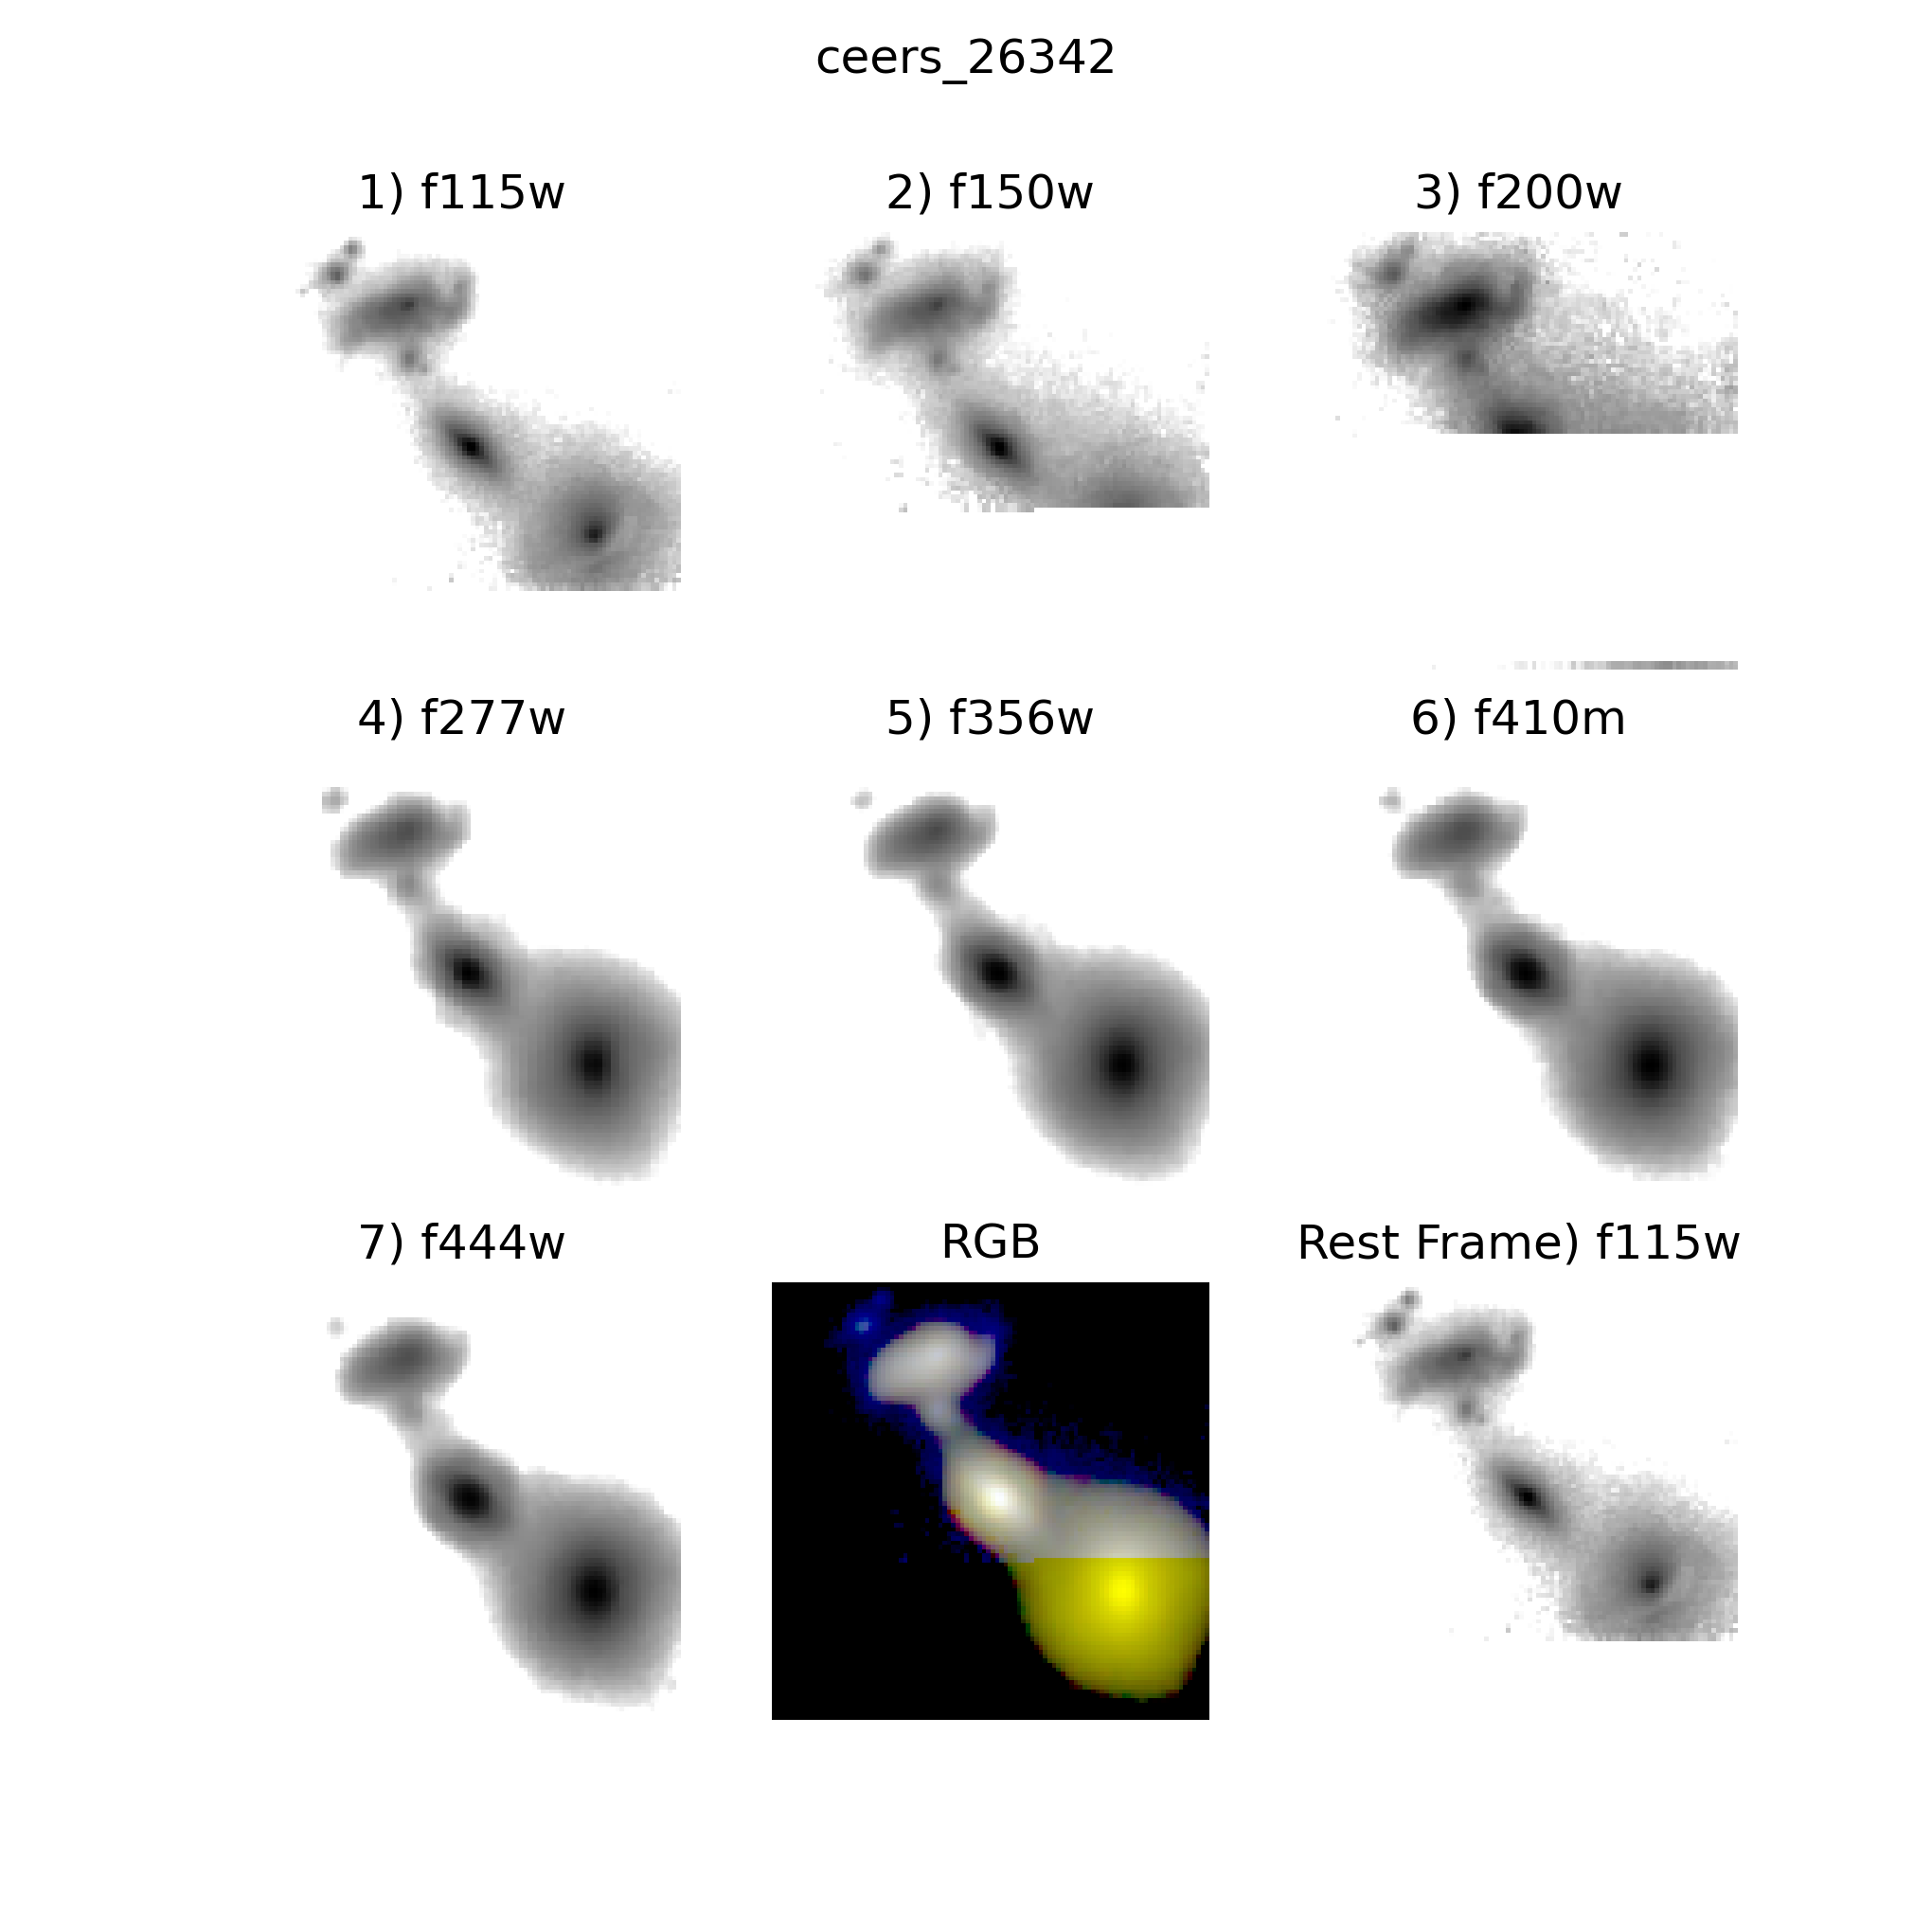 ceers_26342
1) f115w
2) f150w
3) f200w
4) f277w
5) f356w
6) f410m
7) f444w
RGB
Rest Frame) f115w